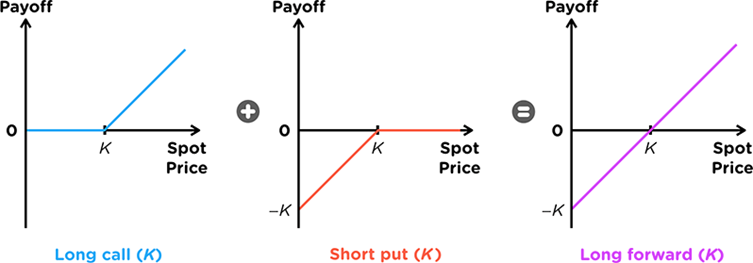 Payoff
0
K
Spot
Price
Long call (K)
+
Payoff
0
K
Spot
Price
–K
Short put (K)
=
Payoff
0
K
Spot
Price
–K
Long forward (K)